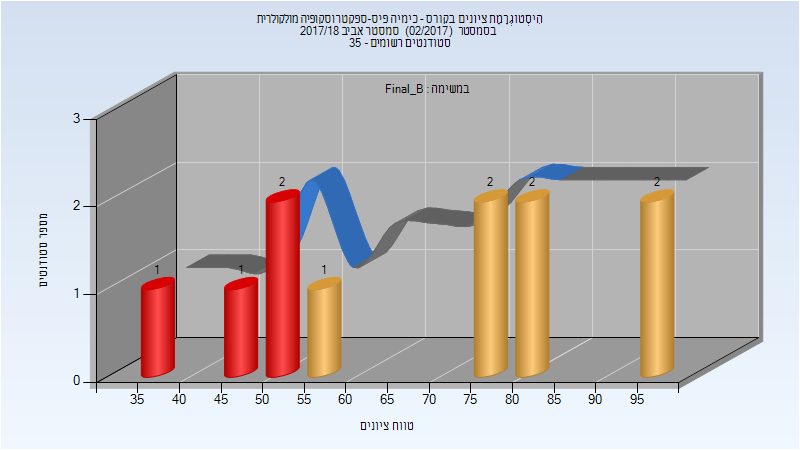 הִיסְטוֹגְרַמַת ציונים בקורס - כימיה פיס-ספקטרוסקופיה מולקולרית
בסמסטר (02/2017) סמסטר אביב 2017/18
סטודנטים רשומים - 35
במשימה : Final_B
מספר סטודנטים
3
2
1
0
1
1
2
1
2
2
2
35 40 45 50 55 60 65 70 75 80 85 90 95
טווח ציונים